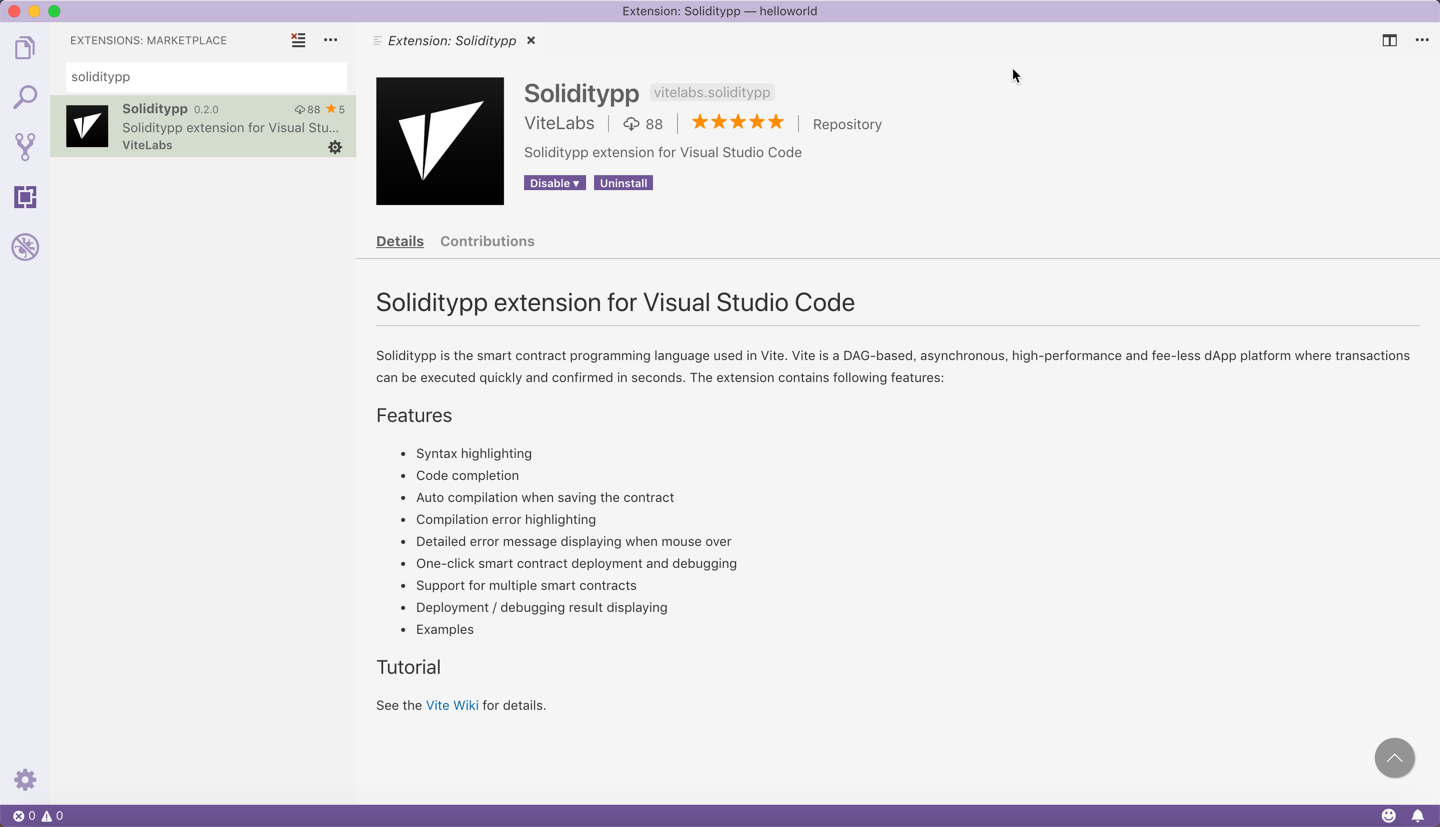 Extension: Soliditypp — helloworld
EXTENSIONS: MARKETPLACE
soliditypp
Soliditypp 0.2.0 88 5
Soliditypp extension for Visual Stu...
ViteLabs
Extension: Soliditypp
Soliditypp vitelabs.soliditypp
ViteLabs 88 Repository
Soliditypp extension for Visual Studio Code
Disable Uninstall
Details Contributions
Soliditypp extension for Visual Studio Code
Soliditypp is the smart contract programming language used in Vite. Vite is a DAG-based, asynchronous, high-performance and fee-less dApp platform where transactions
can be executed quickly and confirmed in seconds. The extension contains following features:
Features
• Syntax highlighting
• Code completion
• Auto compilation when saving the contract
• Compilation error highlighting
• Detailed error message displaying when mouse over
• One-click smart contract deployment and debugging
• Support for multiple smart contracts
• Deployment / debugging result displaying
• Examples
Tutorial
See the Vite Wiki for details.
0 0